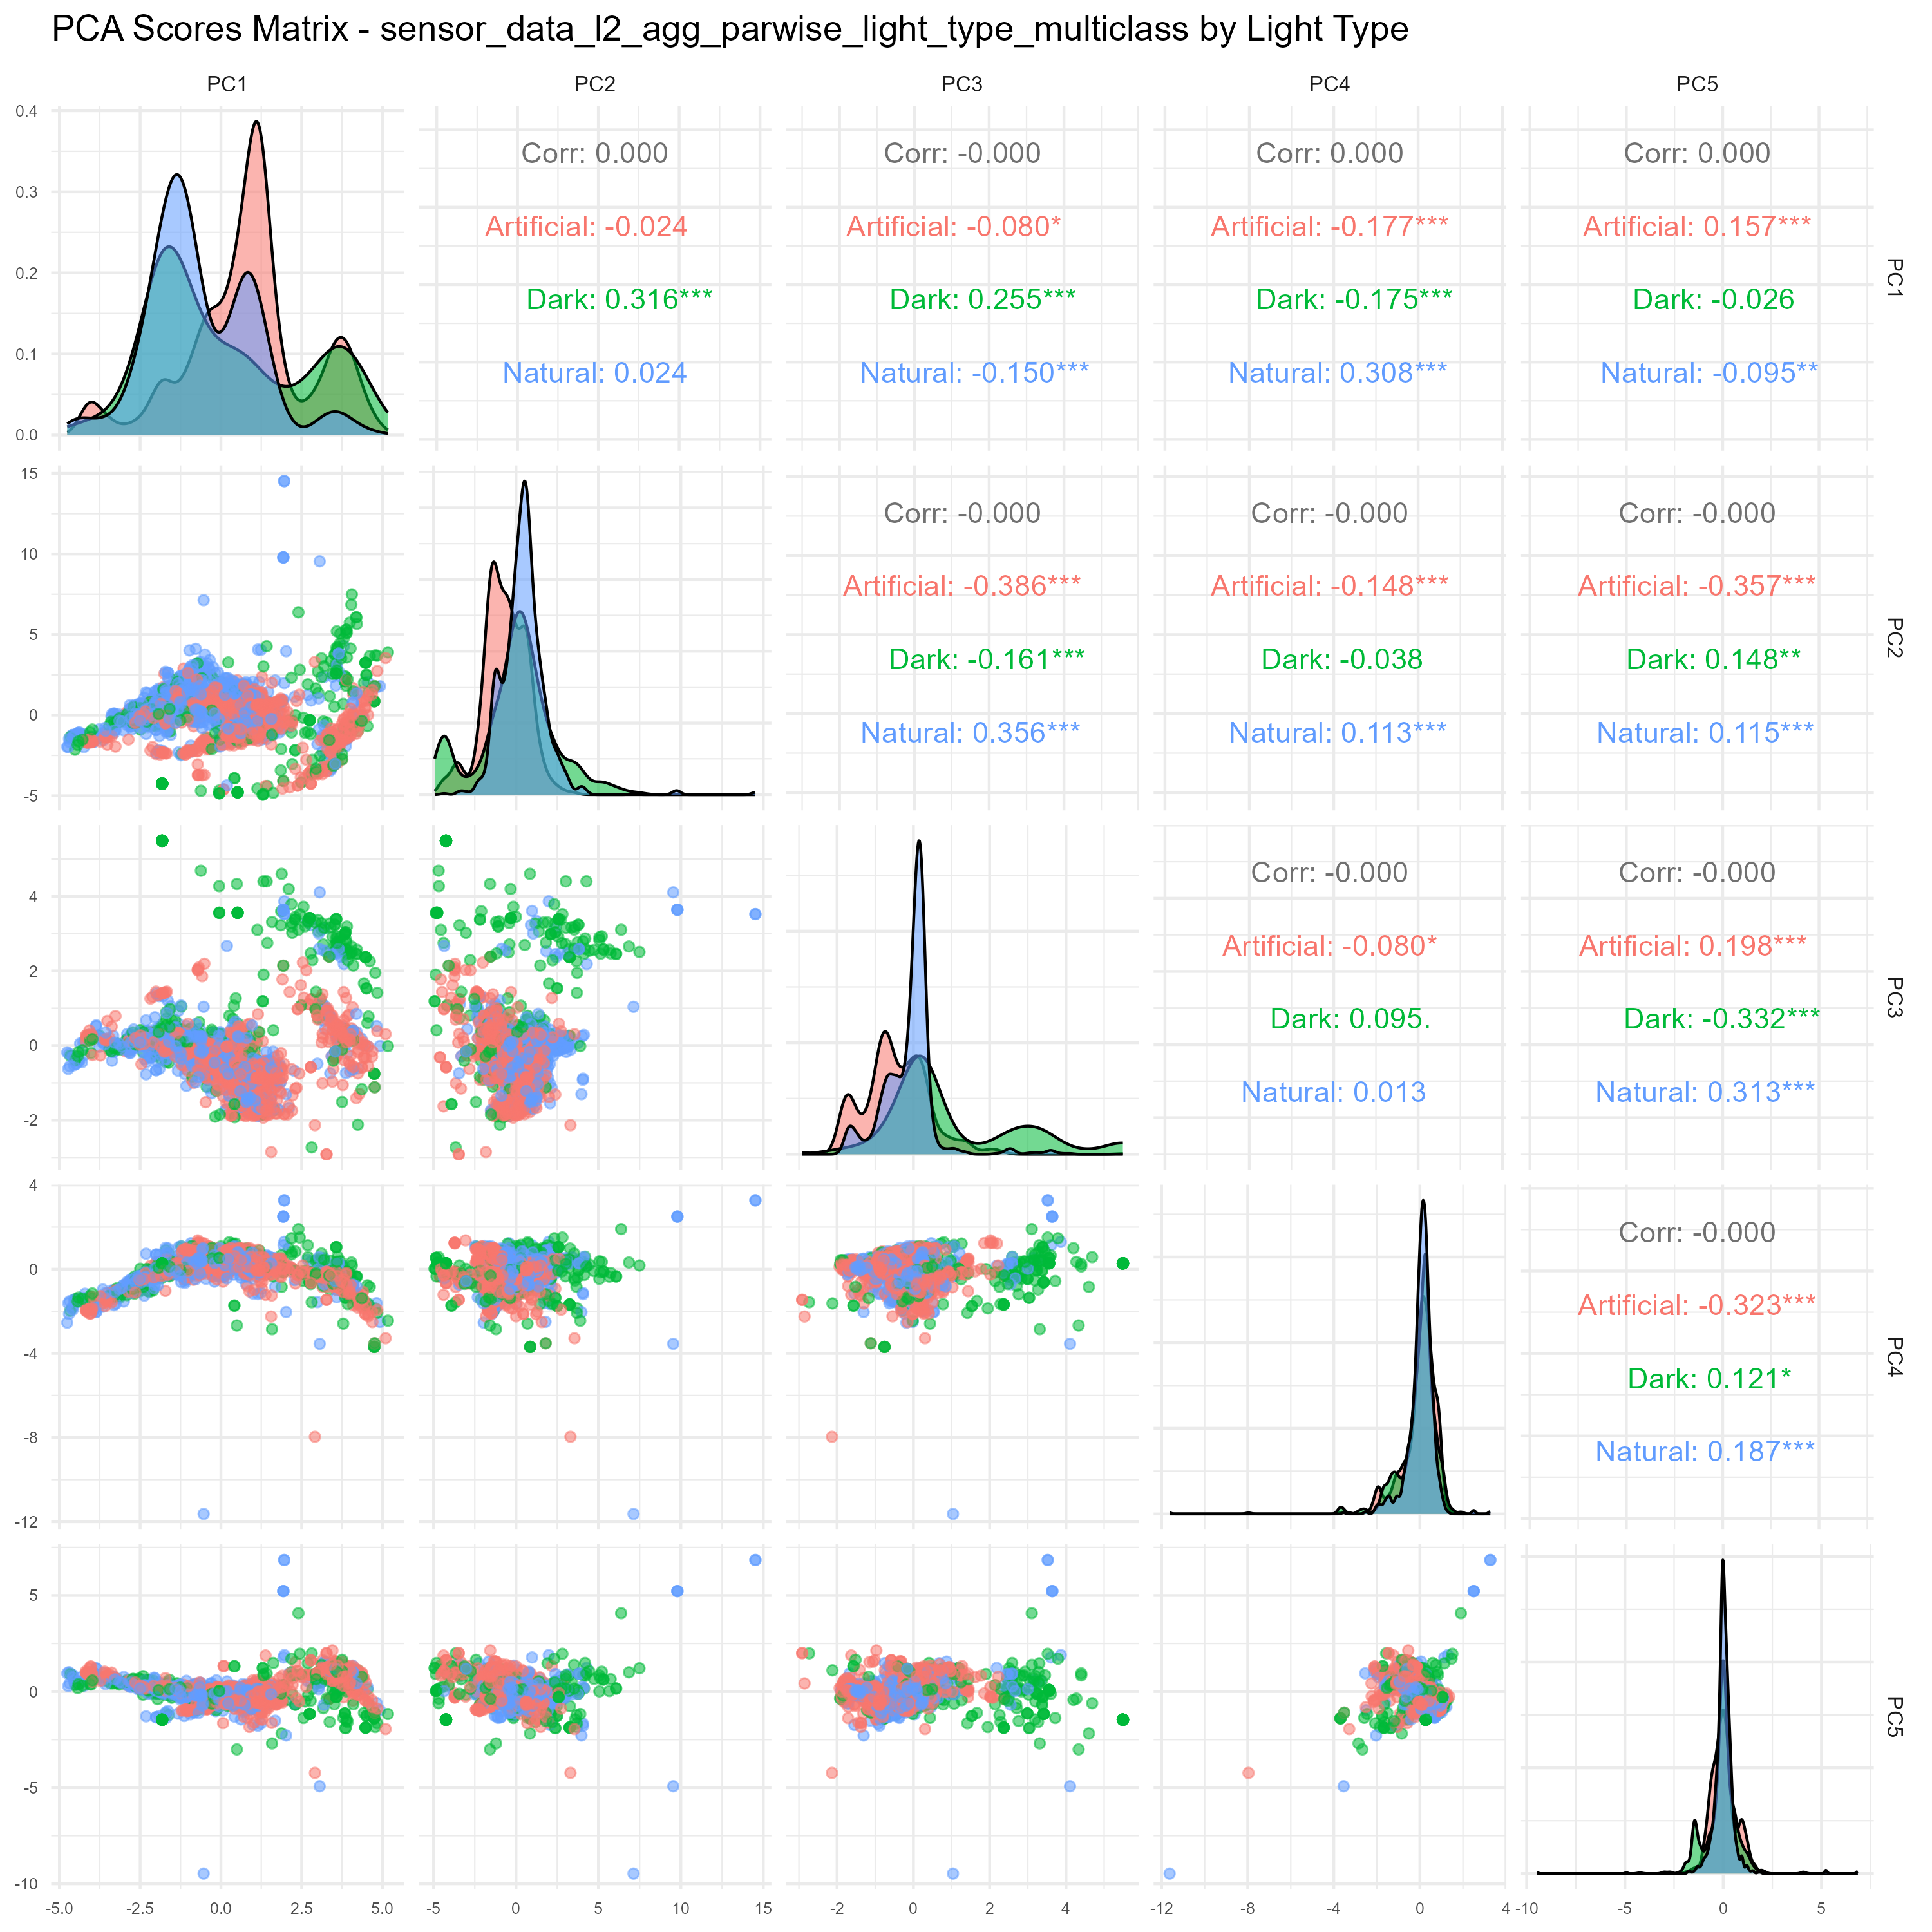 PCA Scores Matrix - sensor_data_l2_agg_parwise_light_type_multiclass by Light Type
PC1 PC2 PC3 PC4 PC5
0.4
0.3
0.2
0.1
0.0
Corr: 0.000
Artificial: -0.024
Dark: 0.316***
Natural: 0.024
Corr: -0.000
Artificial: -0.080*
Dark: 0.255***
Natural: -0.150***
Corr: 0.000
Artificial: -0.177***
Dark: -0.175***
Natural: 0.308***
Corr: 0.000
Artificial: 0.157***
Dark: -0.026
Natural: -0.095**
PC1
15
10
5
0
-5
Corr: -0.000
Artificial: -0.386***
Dark: -0.161***
Natural: 0.356***
Corr: -0.000
Artificial: -0.148***
Dark: -0.038
Natural: 0.113***
Corr: -0.000
Artificial: -0.357***
Dark: 0.148**
Natural: 0.115***
PC2
4
2
0
-2
Corr: -0.000
Artificial: -0.080*
Dark: 0.095.
Natural: 0.013
Corr: -0.000
Artificial: 0.198***
Dark: -0.332***
Natural: 0.313***
PC3
4
0
-4
-8
-12
Corr: -0.000
Artificial: -0.323***
Dark: 0.121*
Natural: 0.187***
PC4
5
0
-5
-10
PC5
-5.0 -2.5 0.0 2.5 5.0
-5 0 5 10 15
-2 0 2 4
-12 -8 -4 0 4
-10 -5 0 5